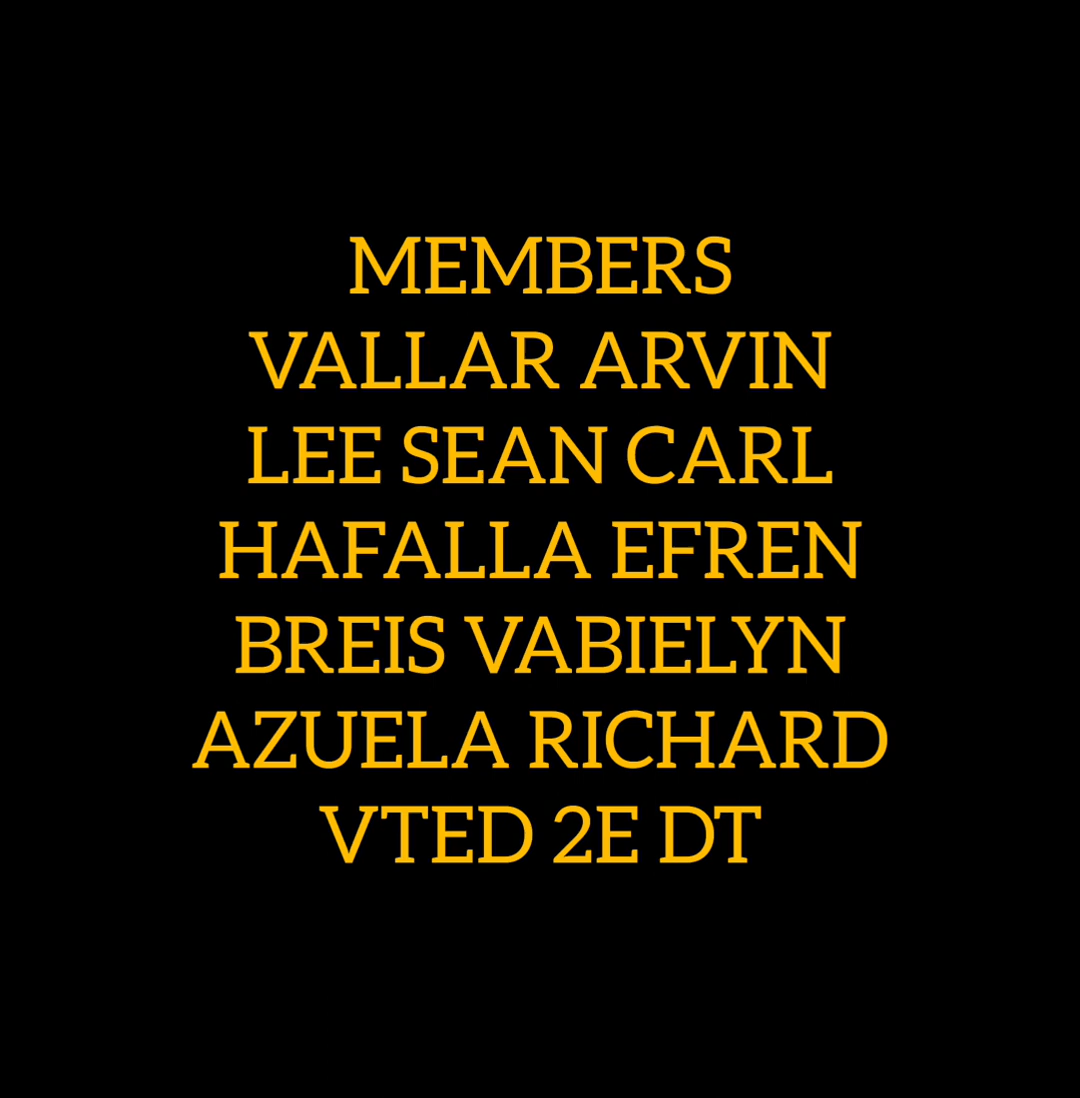 MEMBERS
VALLAR ARVIN
LEE SEAN CARL
HAFALLA EFREN
BREIS VABIELYN
AZUELA RICHARD
VTED 2E DT